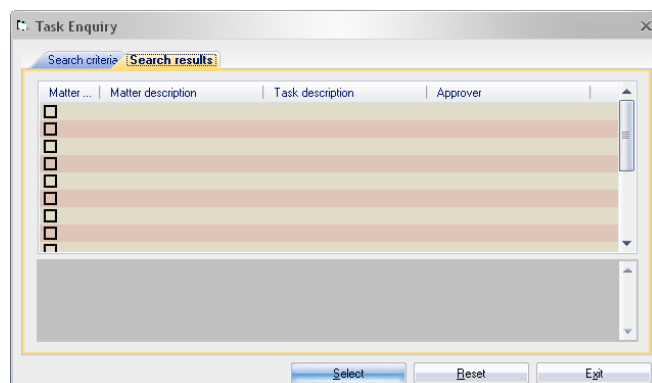 Task Enquiry
Search criteria Search results
Matter ... Matter description Task description Approver
Select Reset Exit